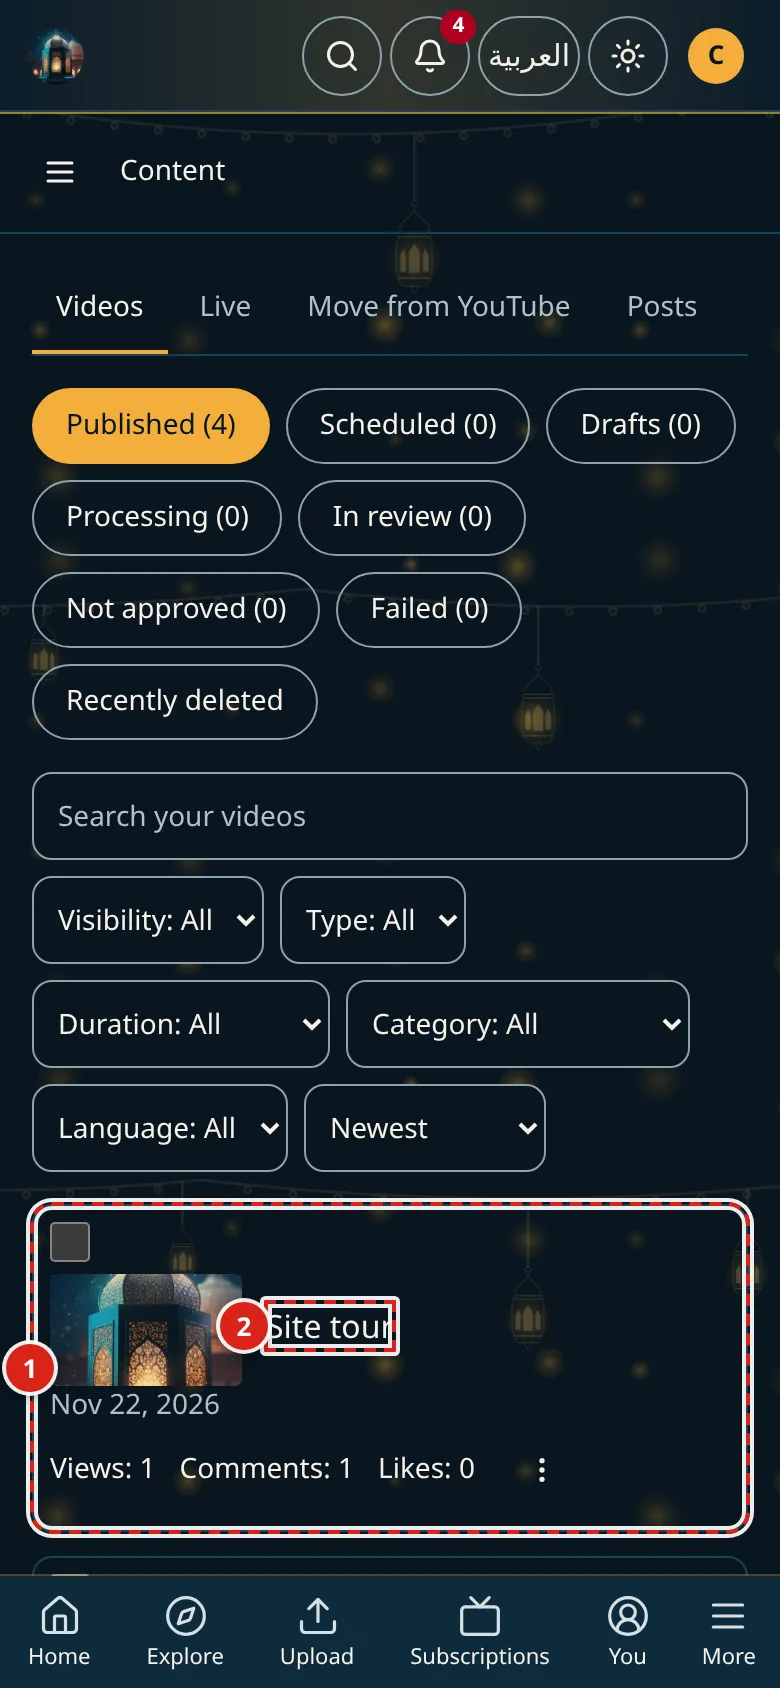 4
العربية
C
Content
Videos Live Move from YouTube Posts
Published (4) Scheduled (0) Drafts (0)
Processing (0) In review (0)
Not approved (0) Failed (0)
Recently deleted
Search your videos
Visibility: All Type: All
Duration: All Category: All
Language: All Newest
2 Site tour
1
Nov 22, 2026
Views: 1 Comments: 1 Likes: 0
Home Explore Upload Subscriptions You More